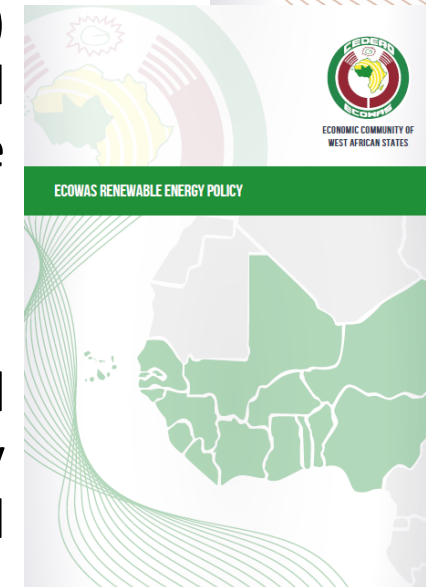 CEDEAO
ECOWAS
ECONOMIC COMMUNITY OF
WEST AFRICAN STATES
ECOWAS RENEWABLE ENERGY POLICY